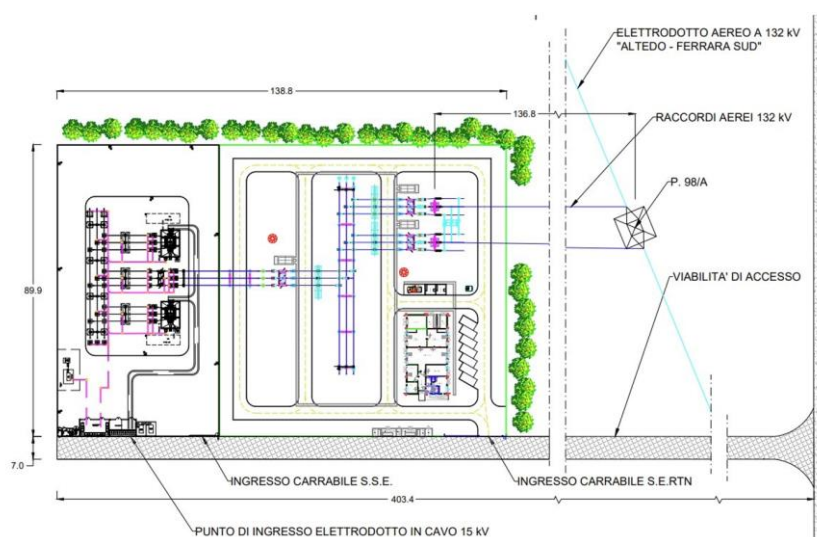 ELETTRODOTTO AEREO A 132 kV
"ALTEDO - FERRARA SUD"
138.8
136.8
RACCORDI AEREI 132 kV
P. 98/A
89.9
VIABILITA' DI ACCESSO
7.0
INGRESSO CARRABILE S.S.E.
INGRESSO CARRABILE S.E.RTN
403.4
PUNTO DI INGRESSO ELETTRODOTTO IN CAVO 15 kV